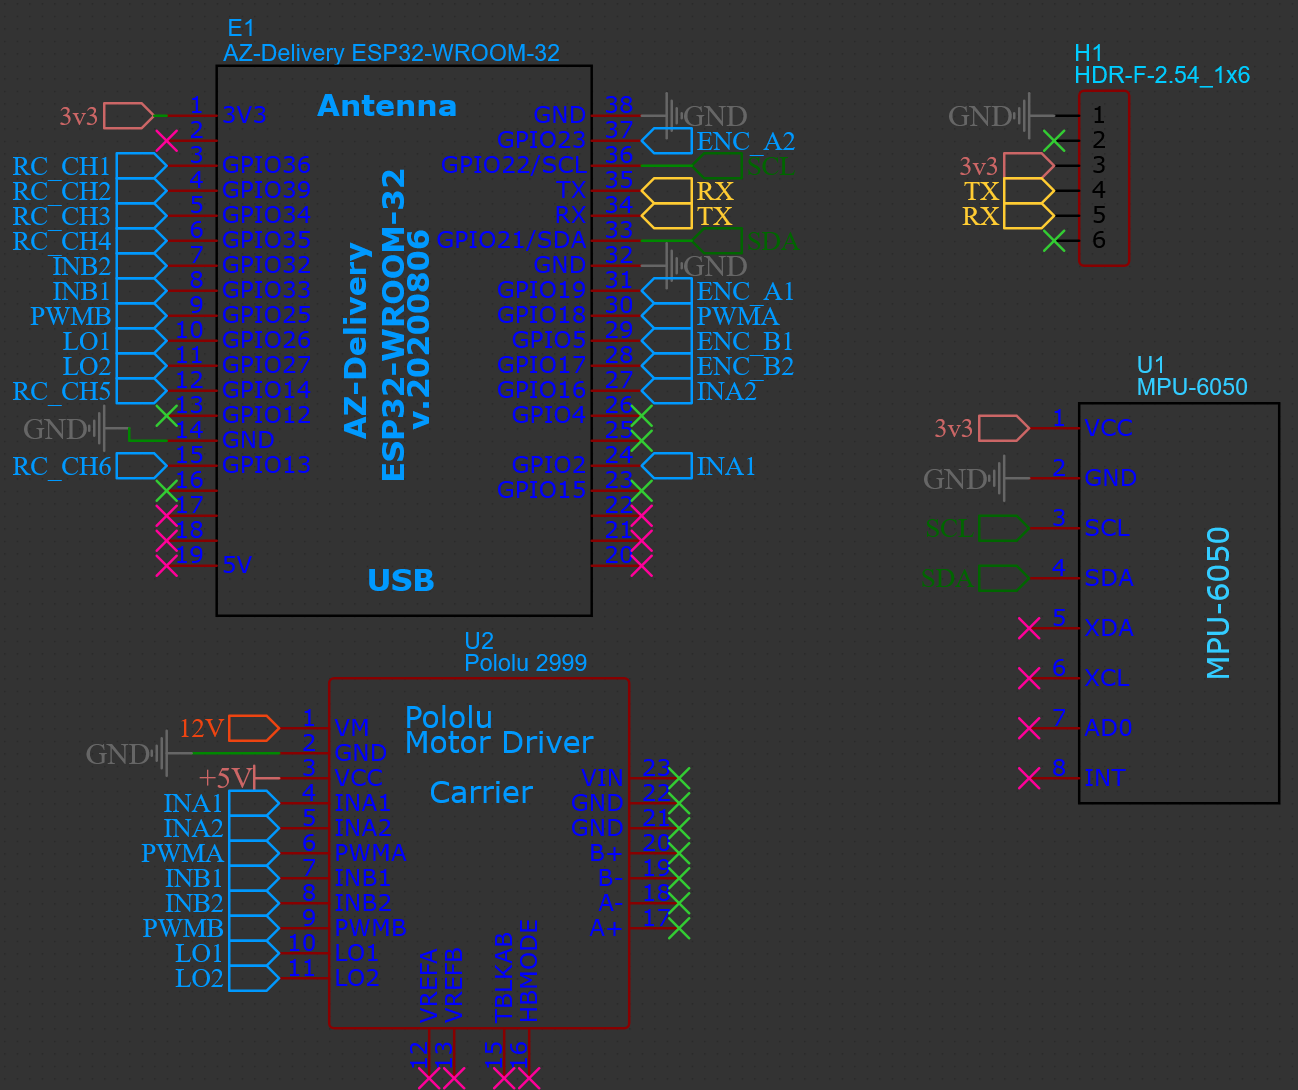 E1
AZ-Delivery ESP32-WROOM-32
Antenna
AZ-Delivery
ESP32-WROOM-32
v.20200806
USB
3v3 1 3V3
2
RC_CH1 3 GPIO36
RC_CH2 4 GPIO39
RC_CH3 5 GPIO34
RC_CH4 6 GPIO35
INB2 7 GPIO32
INB1 8 GPIO33
PWMB 9 GPIO25
LO1 10 GPIO26
LO2 11 GPIO27
RC_CH5 12 GPIO14
13 GPIO12
GND 14 GND
RC_CH6 15 GPIO13
16
17
18
19 5V
GND 38 GND
GPIO23 37 ENC_A2
GPIO22/SCL 36 SCL
TX 35 RX
RX 34 TX
GPIO21/SDA 33 SDA
GND 32 GND
GPIO19 31 ENC_A1
GPIO18 30 PWMA
GPIO5 29 ENC_B1
GPIO17 28 ENC_B2
GPIO16 27 INA2
GPIO4 26
25
GPIO2 24 INA1
GPIO15 23
22
21
20
H1
HDR-F-2.54_1x6
GND 1
2
3v3 3
TX 4
RX 5
6
U1
MPU-6050
3v3 1 VCC
GND 2 GND
SCL 3 SCL
SDA 4 SDA
5 XDA
6 XCL
7 AD0
8 INT
MPU-6050
U2
Pololu 2999
Pololu
Motor Driver
Carrier
12V 1 VM
GND 2 GND
+5V 3 VCC
INA1 4 INA1
INA2 5 INA2
PWMA 6 PWMA
INB1 7 INB1
INB2 8 INB2
PWMB 9 PWMB
LO1 10 LO1
LO2 11 LO2
VIN 23
GND 22
GND 21
B+ 20
B- 19
A- 18
A+ 17
VREFA 12
VREFB 13
TBLKAB 15
HBMODE 16